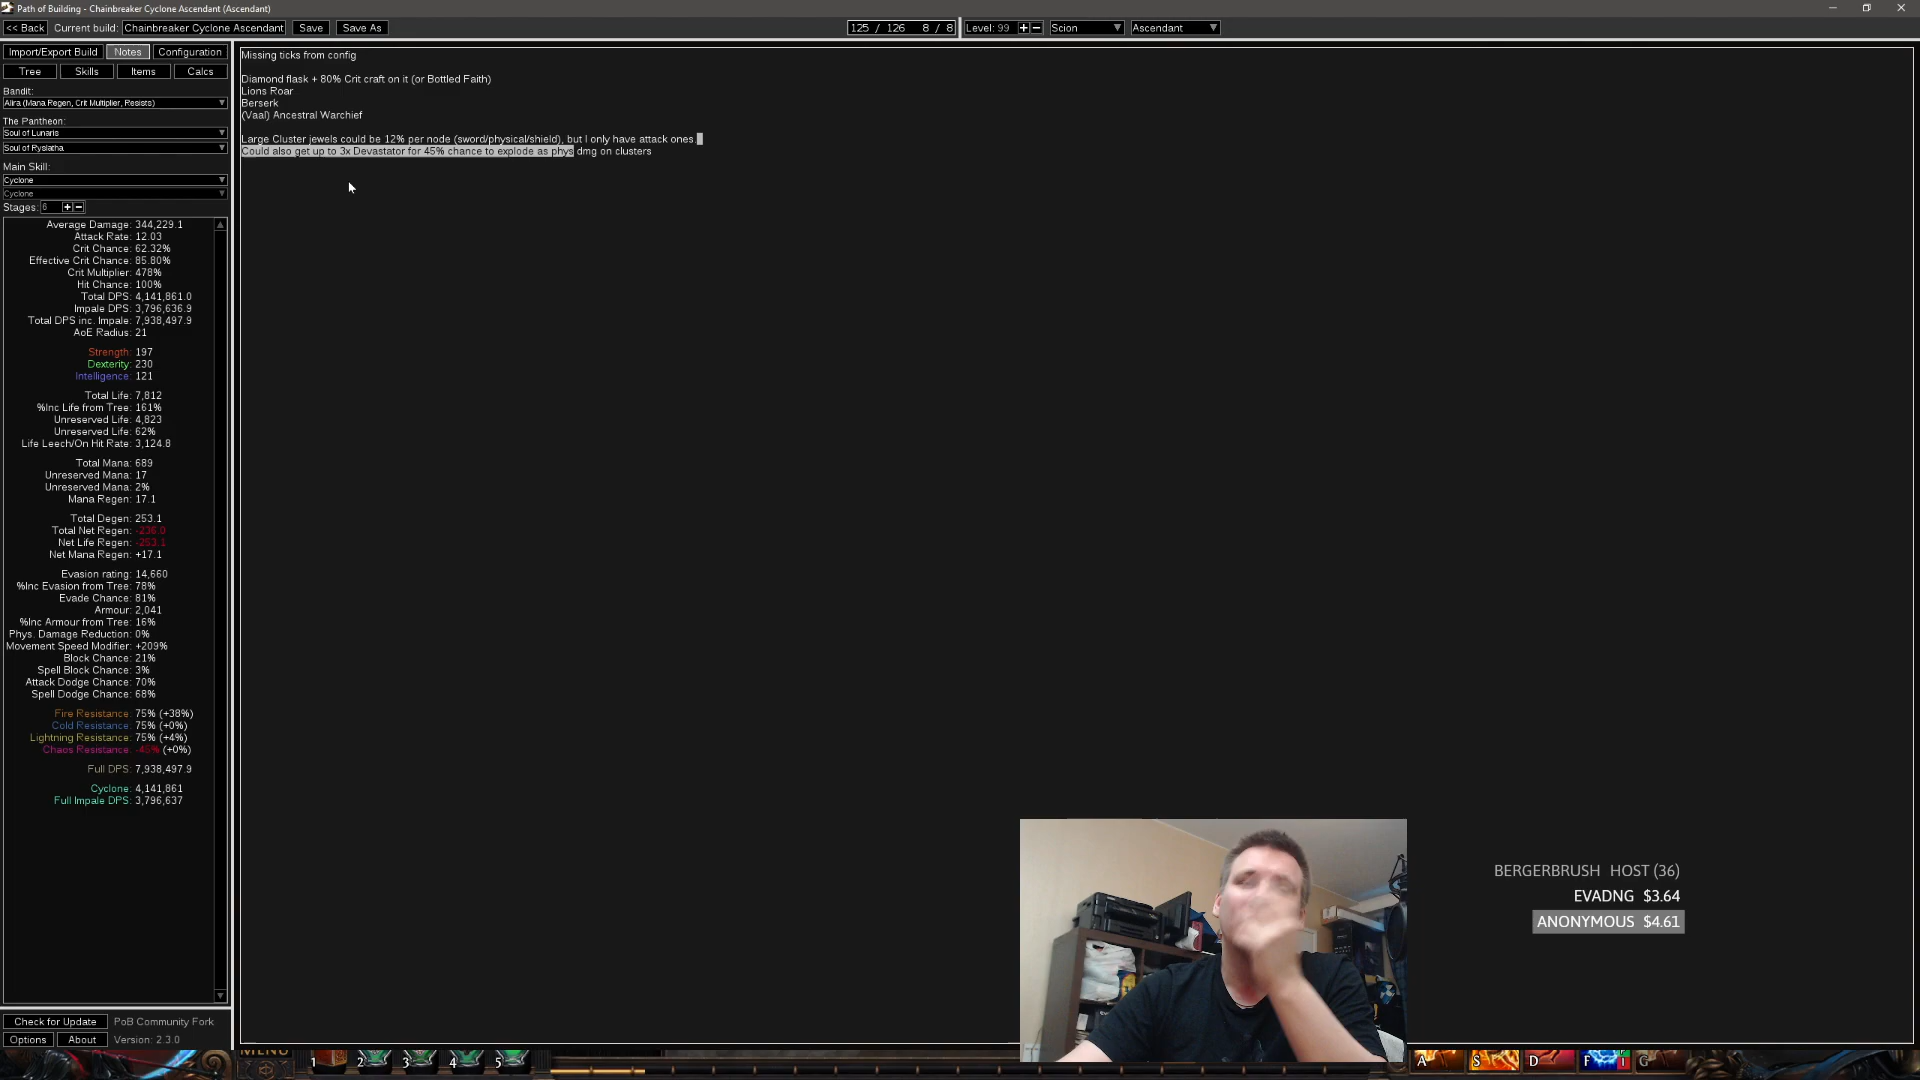 Path of Building - Chainbreaker Cyclone Ascendant (Ascendant)
<< Back Current build: Chainbreaker Cyclone Ascendant Save Save As 125 / 126 8 / 8 Level: 99 + - Scion Ascendant
Import/Export Build Notes Configuration
Tree Skills Items Calcs
Bandit:
Alira (Mana Regen, Crit Multiplier, Resists)
The Pantheon:
Soul of Lunaris
Soul of Ryslatha
Main Skill:
Cyclone
Cyclone
Stages: 6 + -
Average Damage: 344,229.1
Attack Rate: 12.03
Crit Chance: 62.32%
Effective Crit Chance: 85.80%
Crit Multiplier: 478%
Hit Chance: 100%
Total DPS: 4,141,861.0
Impale DPS: 3,796,636.9
Total DPS inc. Impale: 7,938,497.9
AoE Radius: 21
Strength: 197
Dexterity: 230
Intelligence: 121
Total Life: 7,812
%Inc Life from Tree: 161%
Unreserved Life: 4,823
Unreserved Life: 62%
Life Leech/On Hit Rate: 3,124.8
Total Mana: 689
Unreserved Mana: 17
Unreserved Mana: 2%
Mana Regen: 17.1
Total Degen: 253.1
Total Net Regen: -236.0
Net Life Regen: -253.1
Net Mana Regen: +17.1
Evasion rating: 14,660
%Inc Evasion from Tree: 78%
Evade Chance: 81%
Armour: 2,041
%Inc Armour from Tree: 16%
Phys. Damage Reduction: 0%
Movement Speed Modifier: +209%
Block Chance: 21%
Spell Block Chance: 3%
Attack Dodge Chance: 70%
Spell Dodge Chance: 68%
Fire Resistance: 75% (+38%)
Cold Resistance: 75% (+0%)
Lightning Resistance: 75% (+4%)
Chaos Resistance: -45% (+0%)
Full DPS: 7,938,497.9
Cyclone: 4,141,861
Full Impale DPS: 3,796,637
Check for Update PoB Community Fork
Options About Version: 2.3.0
Missing ticks from config
Diamond flask + 80% Crit craft on it (or Bottled Faith)
Lions Roar
Berserk
(Vaal) Ancestral Warchief
Large Cluster jewels could be 12% per node (sword/physical/shield), but I only have attack ones.
Could also get up to 3x Devastator for 45% chance to explode as phys dmg on clusters
BERGERBRUSH HOST (36)
EVADNG $3.64
ANONYMOUS $4.61
MENU 1 2 3 4 5 A S D F G